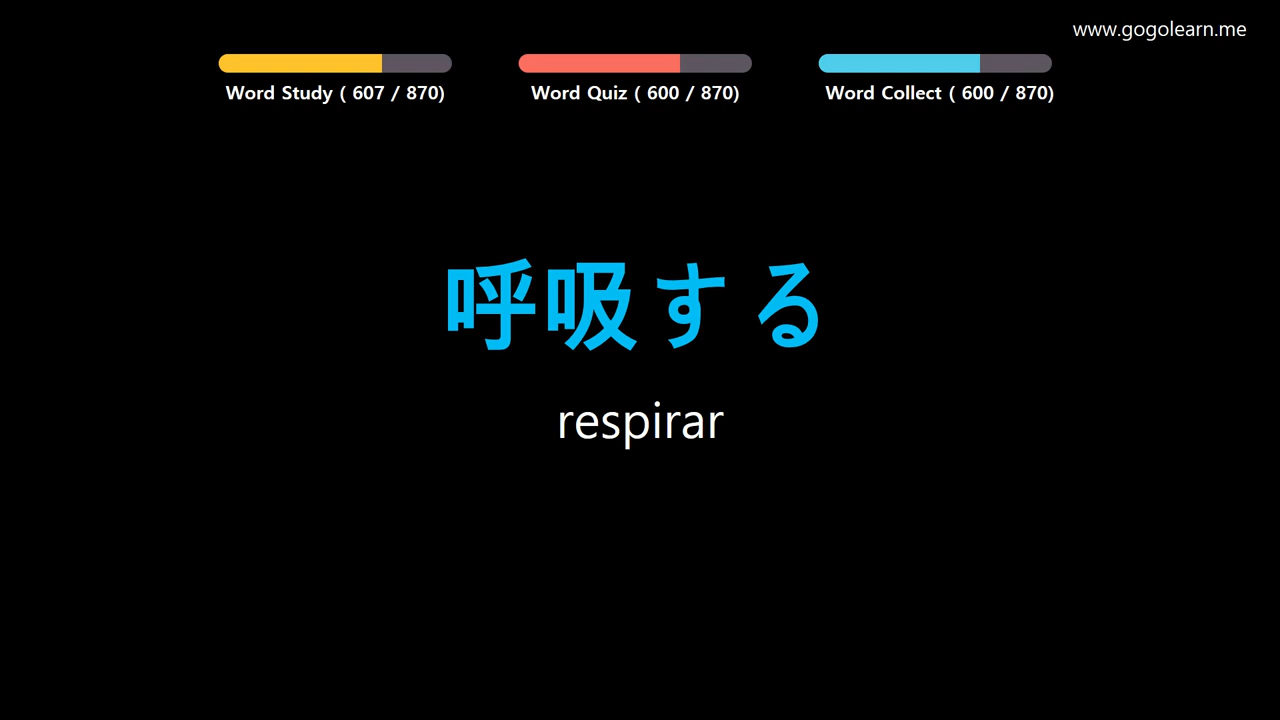 www.gogolearn.me
Word Study ( 607 / 870)
Word Quiz ( 600 / 870)
Word Collect ( 600 / 870)
呼吸する
respirar